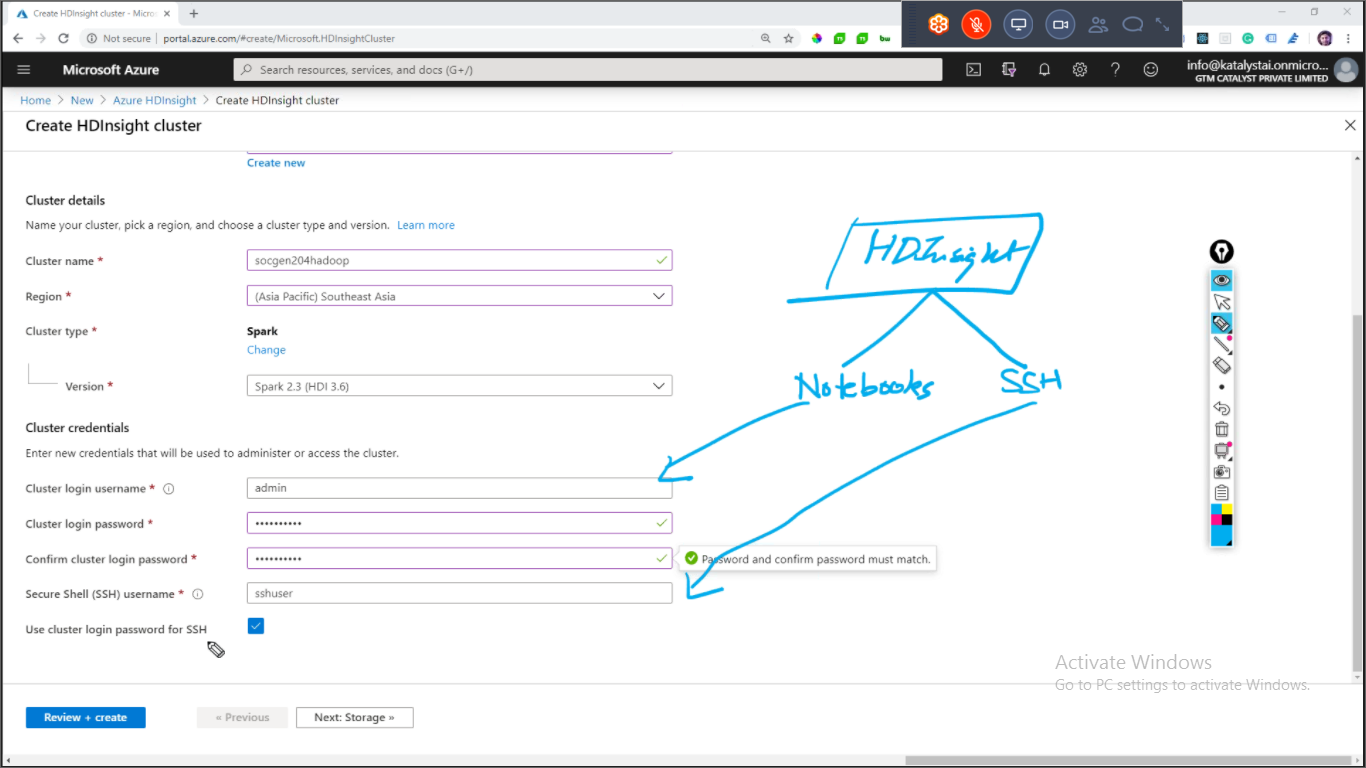 Create HDInsight cluster - Micros
Not secure | portal.azure.com/#create/Microsoft.HDInsightCluster
Microsoft Azure
Search resources, services, and docs (G+/)
info@katalystai.onmicro...
GTM CATALYST PRIVATE LIMITED
Home > New > Azure HDInsight > Create HDInsight cluster
Create HDInsight cluster
Create new
Cluster details
Name your cluster, pick a region, and choose a cluster type and version. Learn more
Cluster name * socgen204hadoop
Region * (Asia Pacific) Southeast Asia
Cluster type * Spark
Change
Version * Spark 2.3 (HDI 3.6)
HDInsight
Notebooks SSH
Cluster credentials
Enter new credentials that will be used to administer or access the cluster.
Cluster login username * admin
Cluster login password * ••••••••••
Confirm cluster login password * ••••••••••
Password and confirm password must match.
Secure Shell (SSH) username * sshuser
Use cluster login password for SSH
Activate Windows
Go to PC settings to activate Windows.
Review + create
« Previous
Next: Storage »